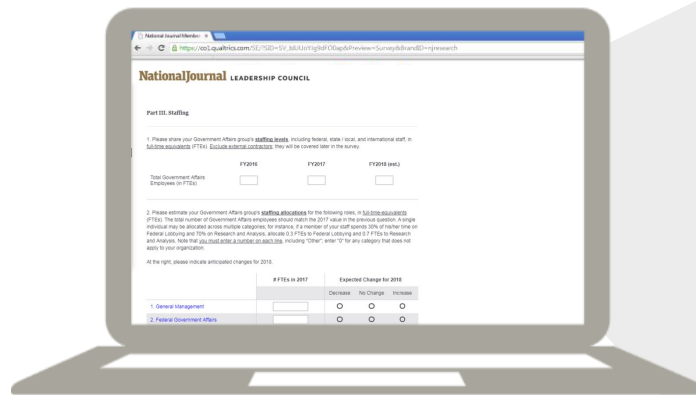 National Journal Member
https://co1.qualtrics.com/SE/?SID=
&Preview=Survey&BrandID=njresearch
NationalJournal LEADERSHIP COUNCIL
Part III. Staffing
1. Please share your Government Affairs group's staffing levels, including federal, state / local, and international staff, in
full-time equivalents (FTEs). Exclude external contractors; they will be covered later in the survey.
FY2016 FY2017 FY2018 (est.)
Total Government Affairs
Employees (in FTEs)
2. Please estimate your Government Affairs group's staffing allocations for the following roles, in full-time equivalents
(FTEs). The total number of Government Affairs employees should match the 2017 value in the previous question. A single
individual may be allocated across multiple categories; for instance, if a member of your staff spends 30% of his/her time on
Federal Lobbying and 70% on Research and Analysis, allocate 0.3 FTEs to Federal Lobbying and 0.7 FTEs to Research
and Analysis. Note that you must enter a number on each line, including "Other"; enter "0" for any category that does not
apply to your organization.
At the right, please indicate anticipated changes for 2018.
# FTEs in 2017 Expected Change for 2018
Decrease No Change Increase
1. General Management
2. Federal Government Affairs